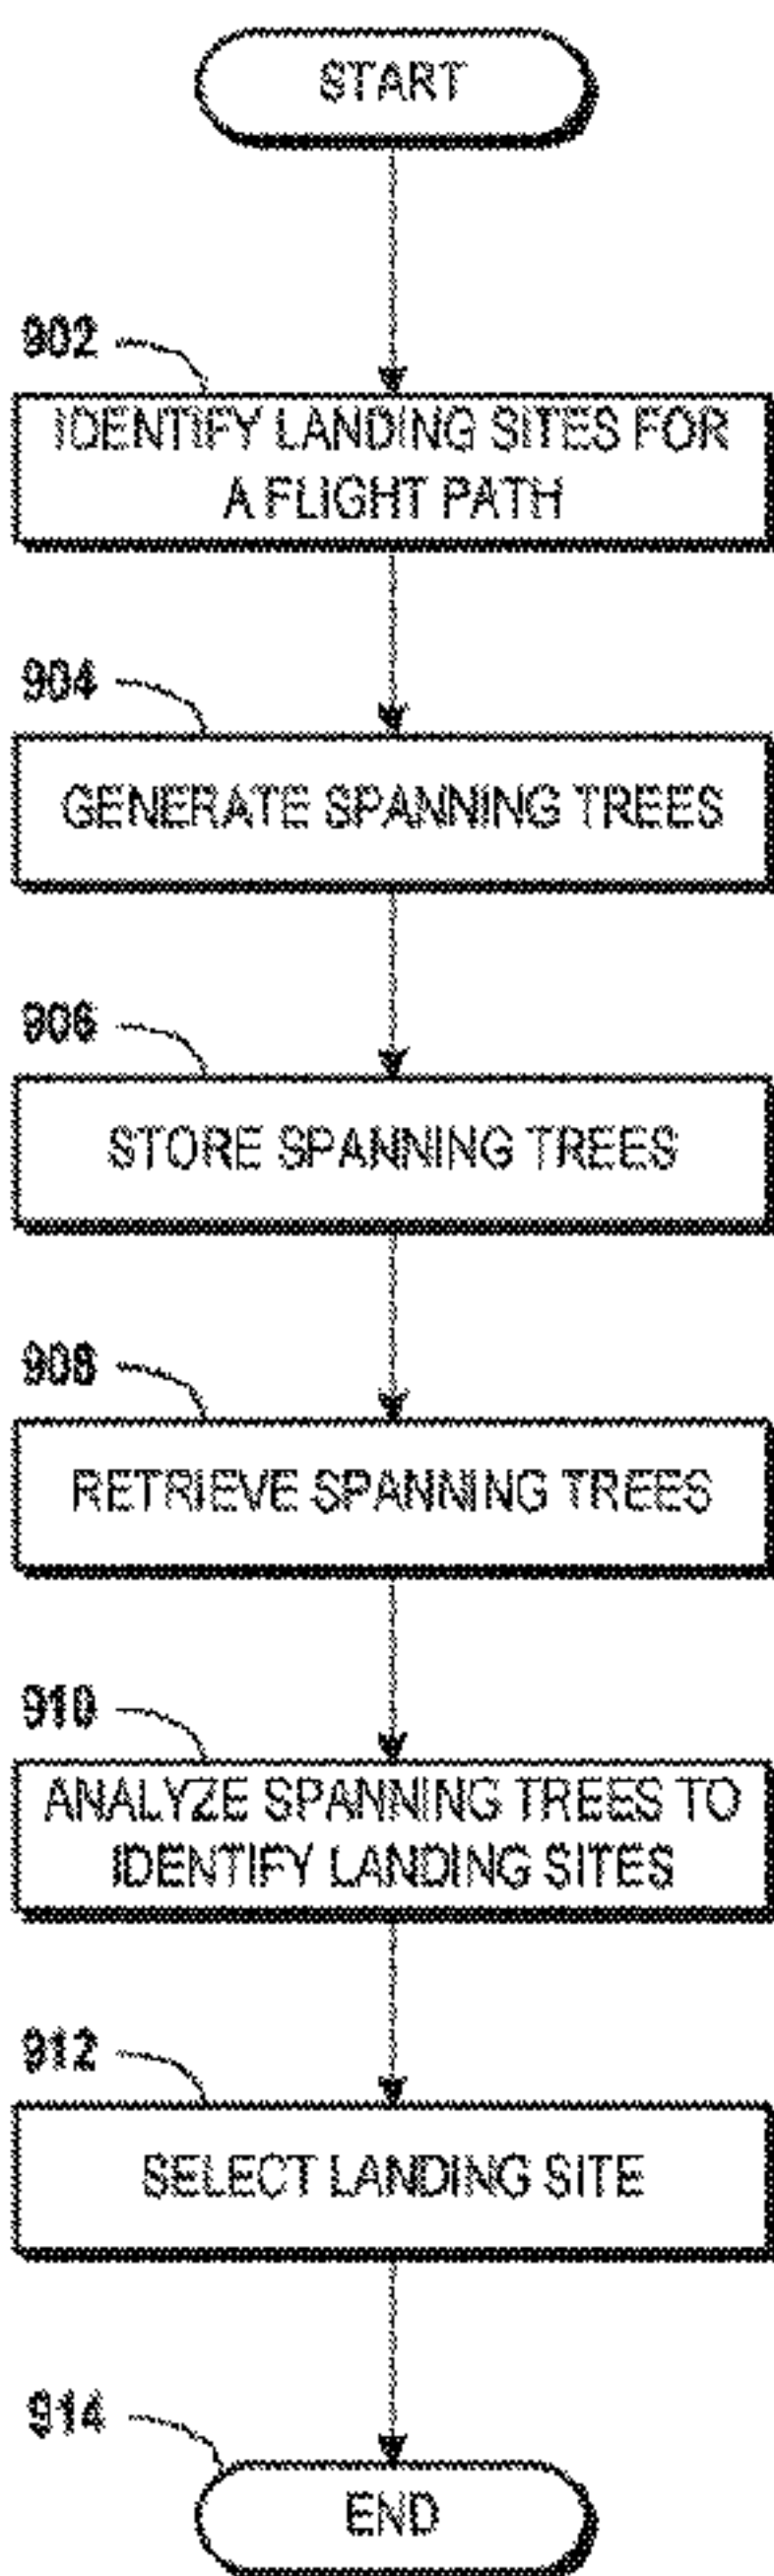 START
902
IDENTIFY LANDING SITES FOR
A FLIGHT PATH
904
GENERATE SPANNING TREES
906
STORE SPANNING TREES
908
RETRIEVE SPANNING TREES
910
ANALYZE SPANNING TREES TO
IDENTIFY LANDING SITES
912
SELECT LANDING SITE
914
END